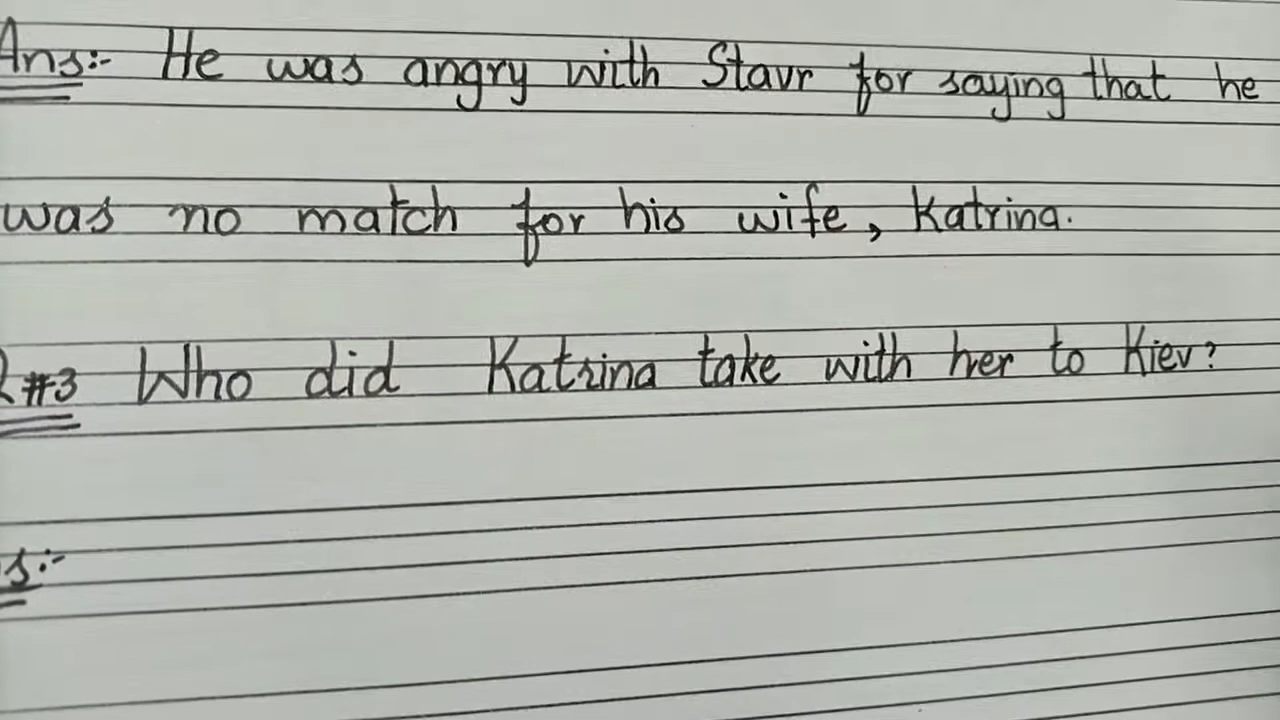 Ans:- He was angry with Stavr for saying that he
was no match for his wife, Katrina.
#3 Who did Katrina take with her to Kiev?
s:-